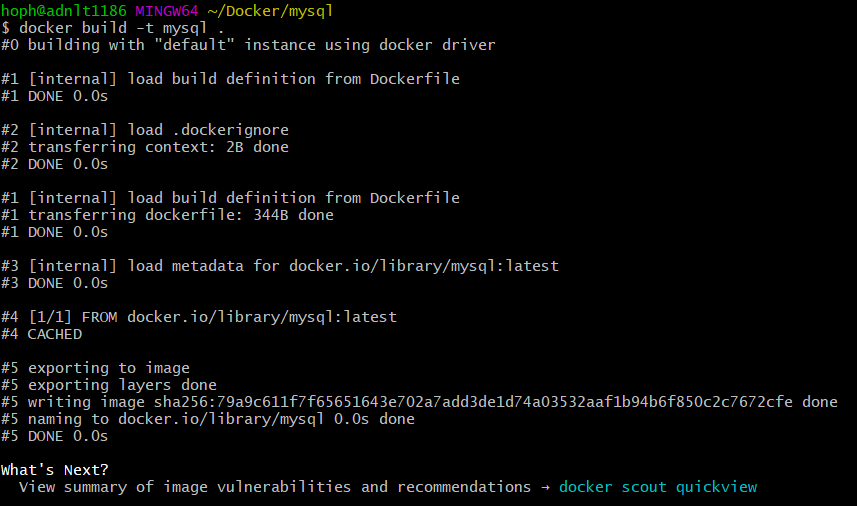 hoph@adnlt1186 MINGW64 ~/Docker/mysql
$ docker build -t mysql .
#0 building with "default" instance using docker driver
#1 [internal] load build definition from Dockerfile
#1 DONE 0.0s
#2 [internal] load .dockerignore
#2 transferring context: 2B done
#2 DONE 0.0s
#1 [internal] load build definition from Dockerfile
#1 transferring dockerfile: 344B done
#1 DONE 0.0s
#3 [internal] load metadata for docker.io/library/mysql:latest
#3 DONE 0.0s
#4 [1/1] FROM docker.io/library/mysql:latest
#4 CACHED
#5 exporting to image
#5 exporting layers done
#5 writing image sha256:79a9c611f7f65651643e702a7add3de1d74a03532aaf1b94b6f850c2c7672cfe done
#5 naming to docker.io/library/mysql 0.0s done
#5 DONE 0.0s
What's Next?
  View summary of image vulnerabilities and recommendations → docker scout quickview